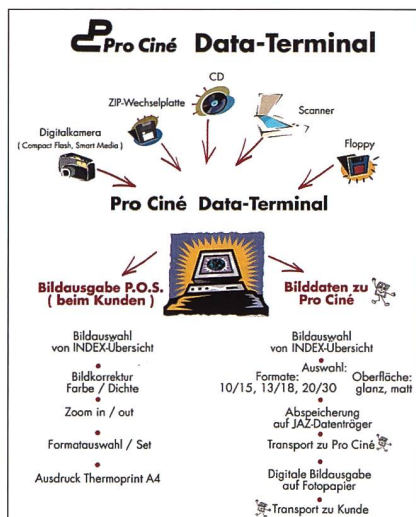 Pro Ciné Data-Terminal
CD
ZIP-Wechselplatte
Scanner
Digitalkamera
( Compact Flash, Smart Media )
Floppy
Pro Ciné Data-Terminal
Bildausgabe P.O.S.
( beim Kunden )
Bildauswahl
von INDEX-Übersicht
Bildkorrektur
Farbe / Dichte
Zoom in / out
Formatauswahl / Set
Ausdruck Thermoprint A4
Bilddaten zu
Pro Ciné
Bildauswahl
von INDEX-Übersicht
Auswahl:
Formate: Oberfläche:
10/15, 13/18, 20/30 glanz, matt
Abspeicherung
auf JAZ-Datenträger
Transport zu Pro Ciné
Digitale Bildausgabe
auf Fotopapier
Transport zu Kunde